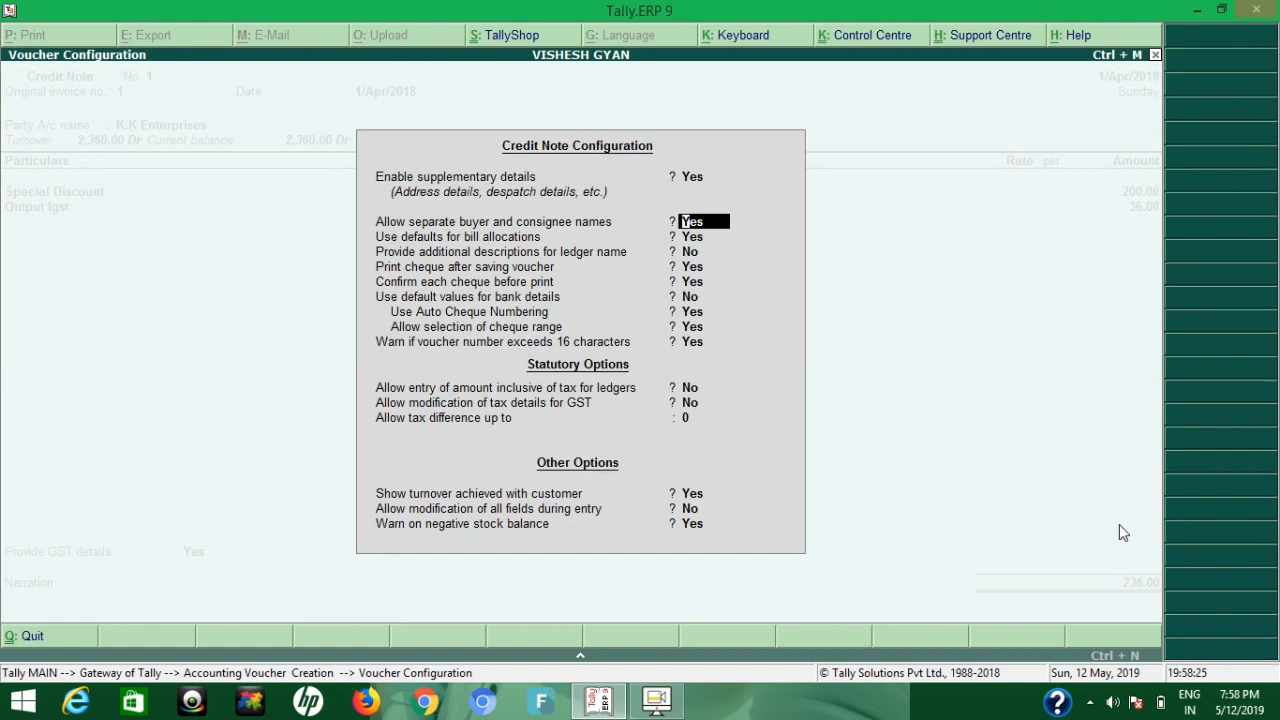 Tally.ERP 9
P: Print E: Export M: E-Mail O: Upload S: TallyShop G: Language K: Keyboard K: Control Centre H: Support Centre H: Help
Voucher Configuration VISHESH GYAN Ctrl + M
Credit Note No. 1 1/Apr/2018
Original invoice no.: 1 Date 1/Apr/2018 Sunday
Party A/c name : K.K Enterprises
Turnover : 2,360.00 Dr Current balance : 2,360.00 Dr
Particulars Rate per Amount
Special Discount 200.00
Output Igst 36.00
Credit Note Configuration
Enable supplementary details ? Yes
(Address details, despatch details, etc.)
Allow separate buyer and consignee names ? Yes
Use defaults for bill allocations ? Yes
Provide additional descriptions for ledger name ? No
Print cheque after saving voucher ? Yes
Confirm each cheque before print ? Yes
Use default values for bank details ? No
Use Auto Cheque Numbering ? Yes
Allow selection of cheque range ? Yes
Warn if voucher number exceeds 16 characters ? Yes
Statutory Options
Allow entry of amount inclusive of tax for ledgers ? No
Allow modification of tax details for GST ? No
Allow tax difference up to : 0
Other Options
Show turnover achieved with customer ? Yes
Allow modification of all fields during entry ? No
Warn on negative stock balance ? Yes
Provide GST details : Yes
Narration: 236.00
Q: Quit
Ctrl + N
Tally MAIN --> Gateway of Tally --> Accounting Voucher Creation --> Voucher Configuration © Tally Solutions Pvt Ltd., 1988-2018 Sun, 12 May, 2019 19:58:25
hp F Tally ERP 9 ? ENG 7:58 PM
IN 5/12/2019